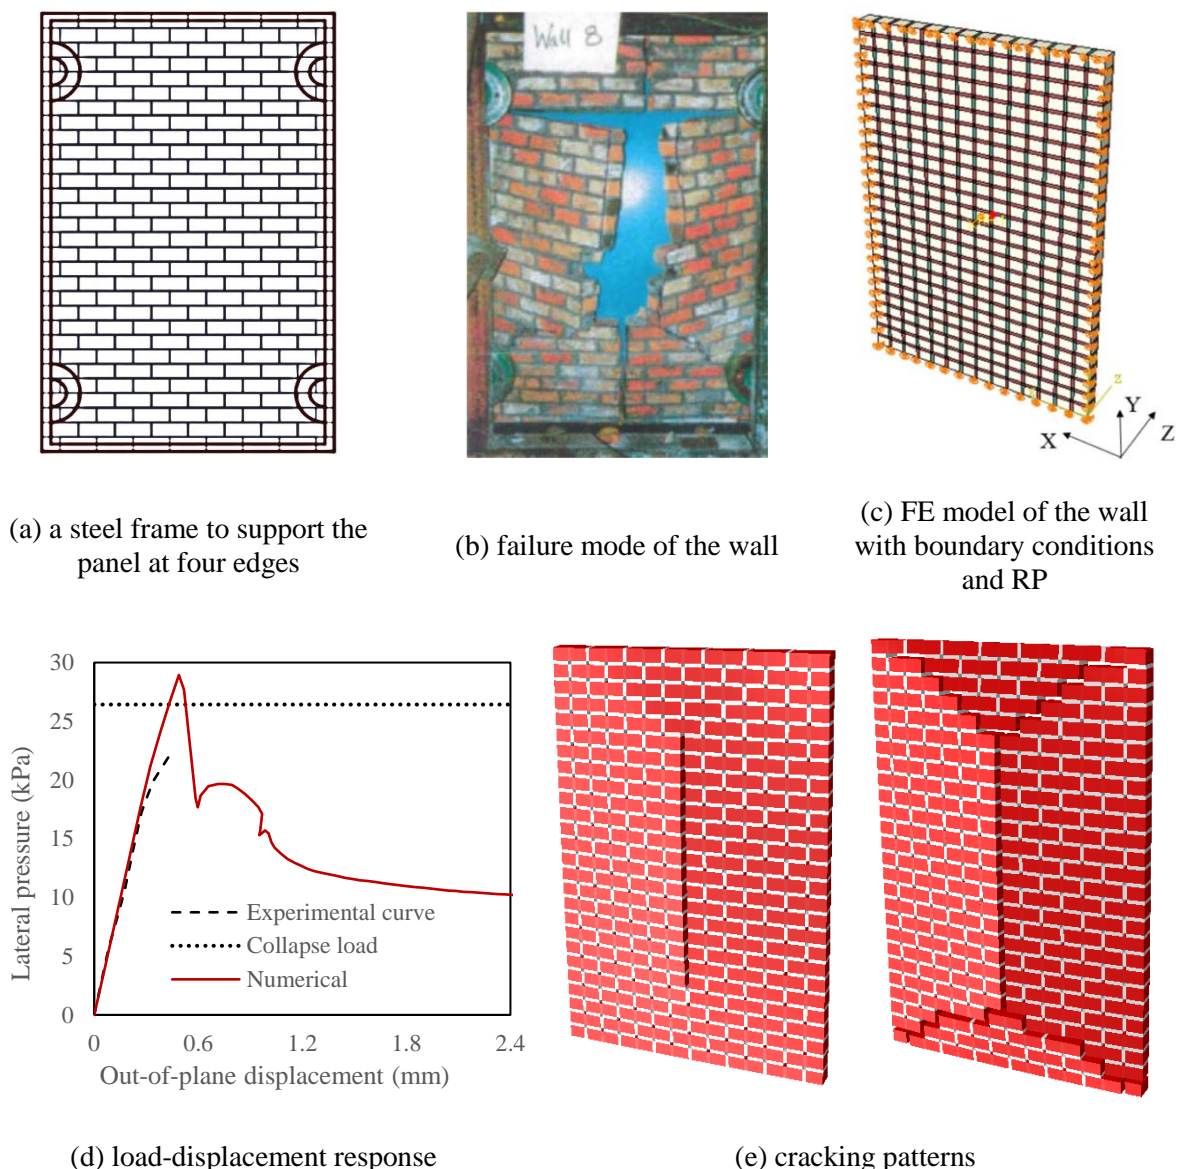 Wall 8
X
Y
Z
z
(a) a steel frame to support the
panel at four edges
(b) failure mode of the wall
(c) FE model of the wall
with boundary conditions
and RP
Lateral pressure (kPa)
30
25
20
15
10
5
0
Experimental curve
Collapse load
Numerical
0 0.6 1.2 1.8 2.4
Out-of-plane displacement (mm)
(d) load-displacement response
(e) cracking patterns